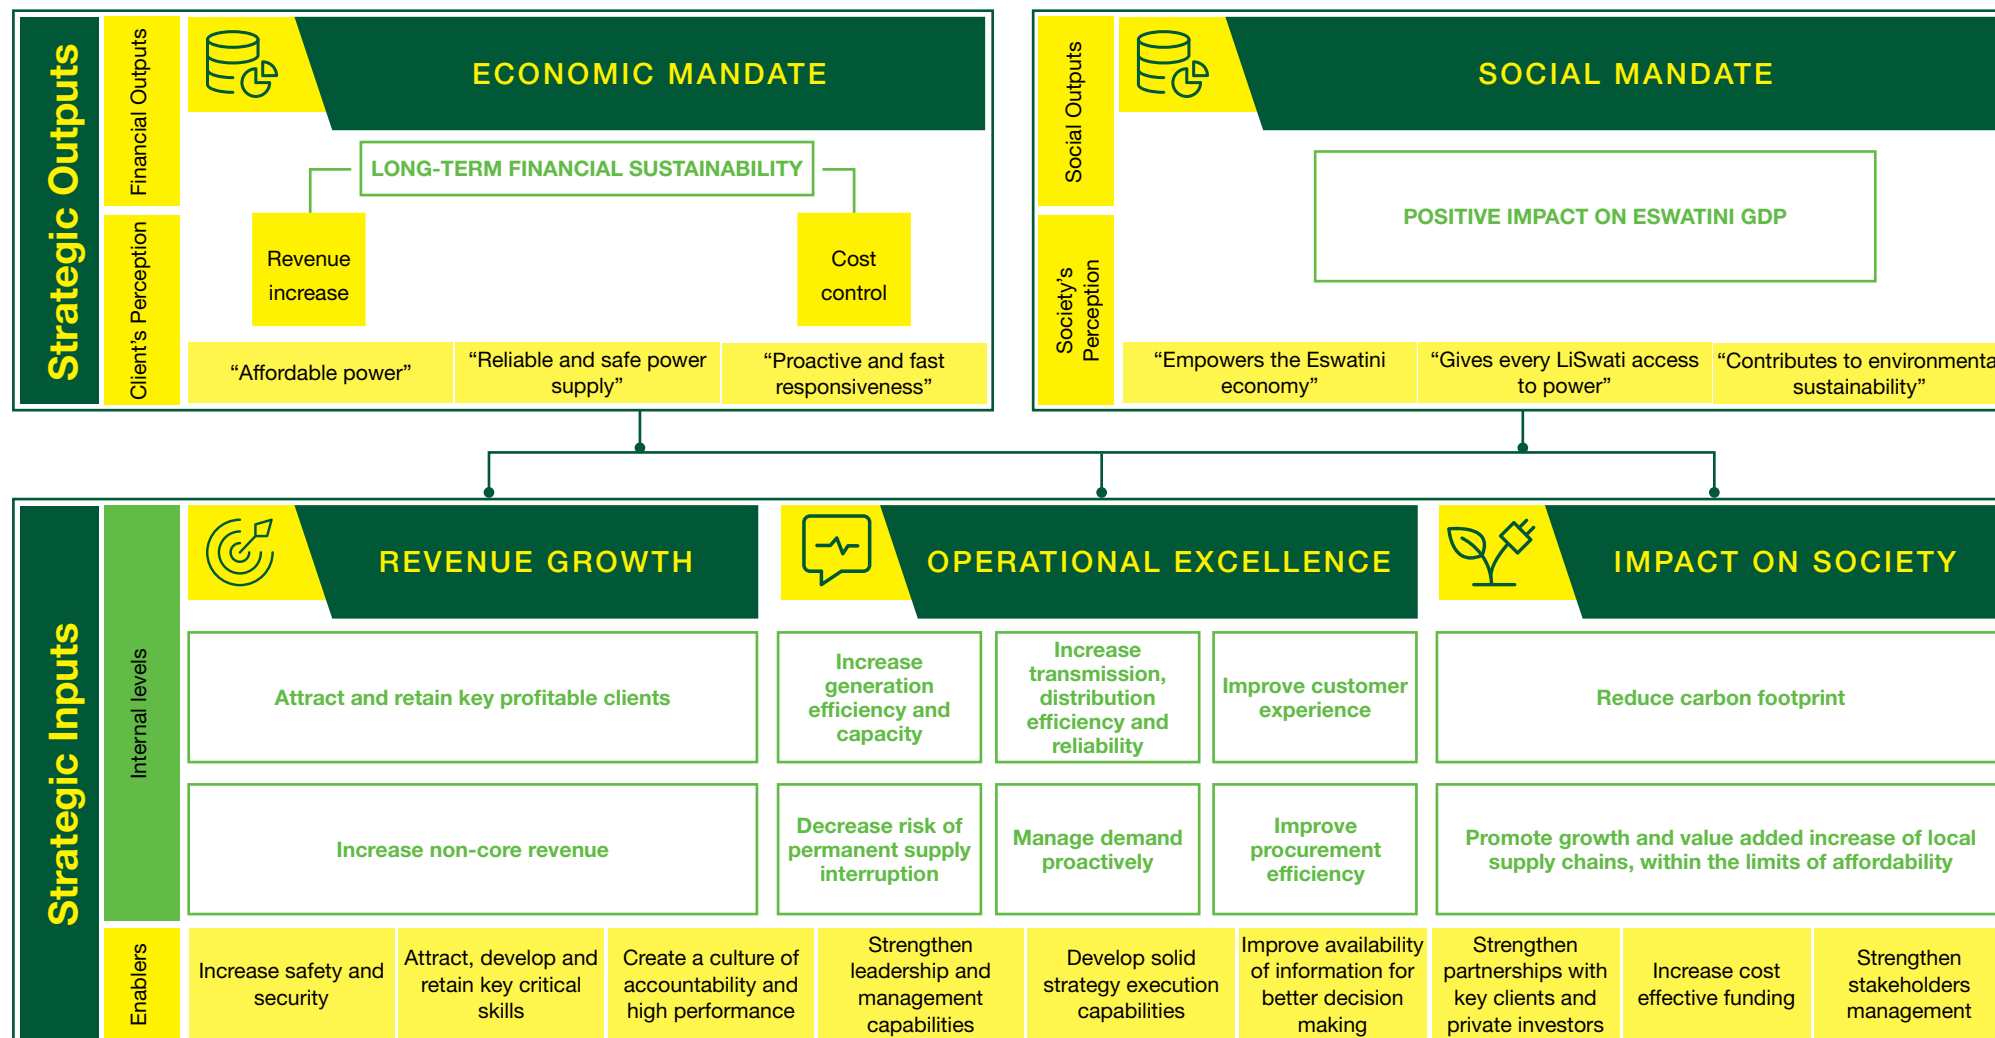 Strategic Outputs
Financial Outputs
Client's Perception
ECONOMIC MANDATE
LONG-TERM FINANCIAL SUSTAINABILITY
Revenue
increase
Cost
control
“Affordable power”
“Reliable and safe power
supply”
“Proactive and fast
responsiveness”
Social Outputs
Society's
Perception
SOCIAL MANDATE
POSITIVE IMPACT ON ESWATINI GDP
“Empowers the Eswatini
economy”
“Gives every LiSwati access
to power”
“Contributes to environmenta
sustainability”
Strategic Inputs
Internal levels
REVENUE GROWTH
Attract and retain key profitable clients
Increase non-core revenue
OPERATIONAL EXCELLENCE
Increase
generation
efficiency and
capacity
Increase
transmission,
distribution
efficiency and
reliability
Improve customer
experience
Decrease risk of
permanent supply
interruption
Manage demand
proactively
Improve
procurement
efficiency
IMPACT ON SOCIETY
Reduce carbon footprint
Promote growth and value added increase of local
supply chains, within the limits of affordability
Enablers
Increase safety and
security
Attract, develop and
retain key critical
skills
Create a culture of
accountability and
high performance
Strengthen
leadership and
management
capabilities
Develop solid
strategy execution
capabilities
Improve availability
of information for
better decision
making
Strengthen
partnerships with
key clients and
private investors
Increase cost
effective funding
Strengthen
stakeholders
management